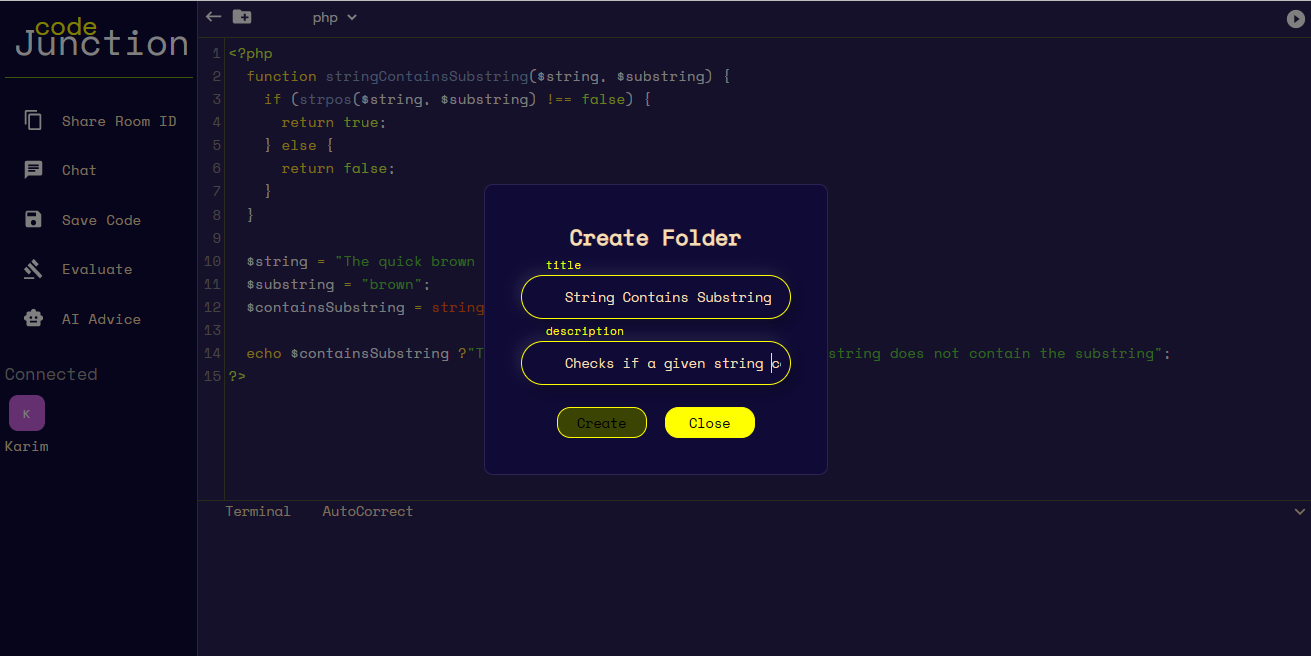 code
Junction
Share Room ID
Chat
Save Code
Evaluate
AI Advice
Connected
K
Karim
php
1 <?php
2 function stringContainsSubstring($string, $substring) {
3 if (strpos($string, $substring) !== false) {
4 return true;
5 } else {
6 return false;
7 }
8 }
9
10 $string = "The quick brown
11 $substring = "brown";
12 $containsSubstring = string
13
14 echo $containsSubstring ?"T string does not contain the substring";
15 ?>
Create Folder
title
String Contains Substring
description
Checks if a given string
Create Close
Terminal AutoCorrect